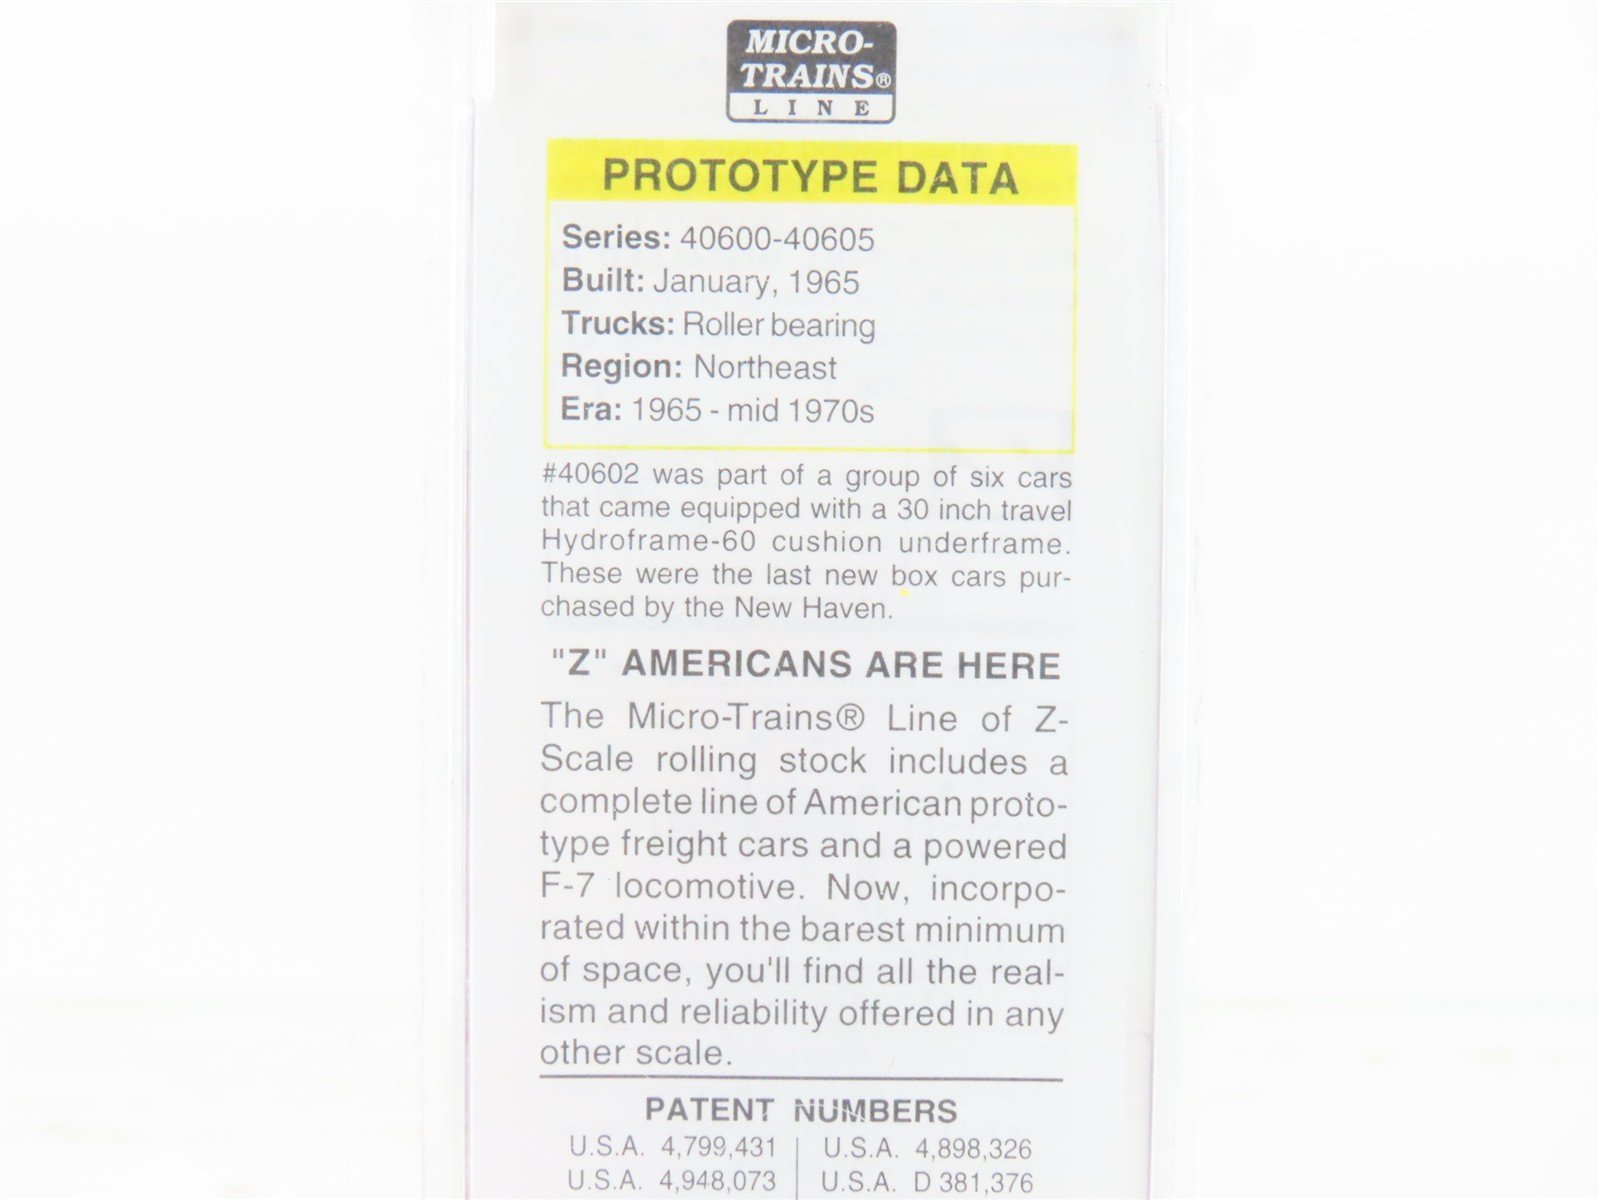 MICRO-
TRAINS®
LINE
PROTOTYPE DATA
Series: 40600-40605
Built: January, 1965
Trucks: Roller bearing
Region: Northeast
Era: 1965 - mid 1970s
#40602 was part of a group of six cars
that came equipped with a 30 inch travel
Hydroframe-60 cushion underframe.
These were the last new box cars pur-
chased by the New Haven.
"Z" AMERICANS ARE HERE
The Micro-Trains® Line of Z-
Scale rolling stock includes a
complete line of American proto-
type freight cars and a powered
F-7 locomotive. Now, incorpo-
rated within the barest minimum
of space, you'll find all the real-
ism and reliability offered in any
other scale.
PATENT NUMBERS
U.S.A. 4,799,431 | U.S.A. 4,898,326
U.S.A. 4,948,073 | U.S.A. D 381,376